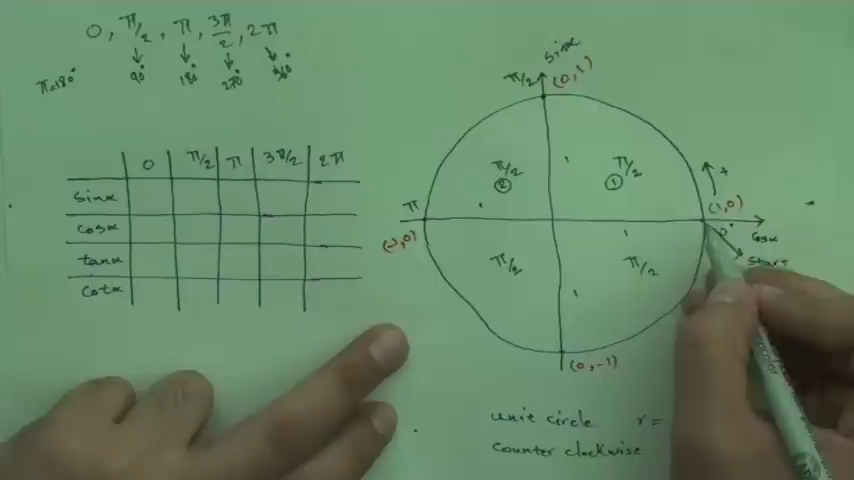 0, π/2, π, 3π/2, 2π
π=180° 90° 180° 270° 360°
0 π/2 π 3π/2 2π
sinx
cosx
tanx
cotx
sinx
π/2 (0,1)
π/2 π/2
② ①
+
π (1,0)
(-1,0) 0° cosx
start
π/2 π/2
(0,-1)
unit circle r=
counter clockwise